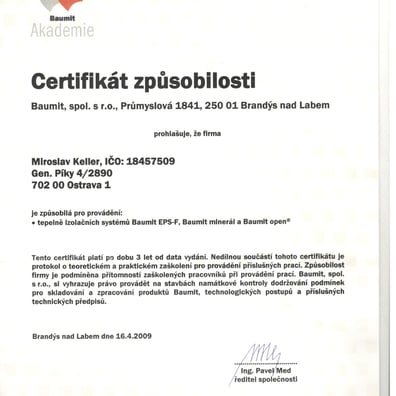 Baumit
Akademie
Certifikát způsobilosti
Baumit, spol. s r.o., Průmyslová 1841, 250 01 Brandýs nad Labem
prohlašuje, že firma
Miroslav Keller, IČO: 18457509
Gen. Píky 4/2890
702 00 Ostrava 1
je způsobilá pro provádění:
• tepelně izolačních systémů Baumit EPS-F, Baumit minerál a Baumit open®
Tento certifikát platí po dobu 3 let od data vydání. Nedílnou součástí tohoto certifikátu je
protokol o teoretickém a praktickém zaškolení pro provádění příslušných prací. Způsobilost
firmy je podmíněna přítomností zaškolených pracovníků při provádění prací. Baumit, spol.
s r.o., si vyhrazuje právo provádět na stavbách namátkové kontroly dodržování podmínek
pro skladování a zpracování produktů Baumit, technologických postupů a příslušných
technických předpisů.
Brandýs nad Labem dne 16.4.2009
Ing. Pavel Med
ředitel společnosti